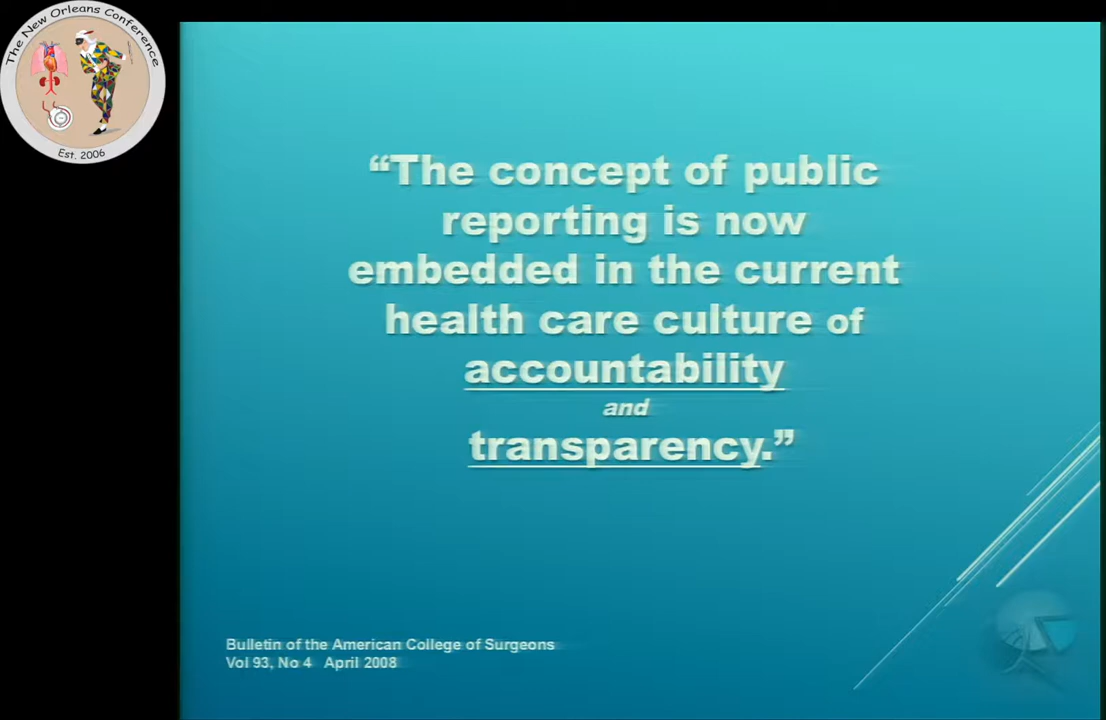 The New Orleans Conference
Est. 2006
“The concept of public
reporting is now
embedded in the current
health care culture of
accountability
and
transparency.”
Bulletin of the American College of Surgeons
Vol 93, No 4 April 2008